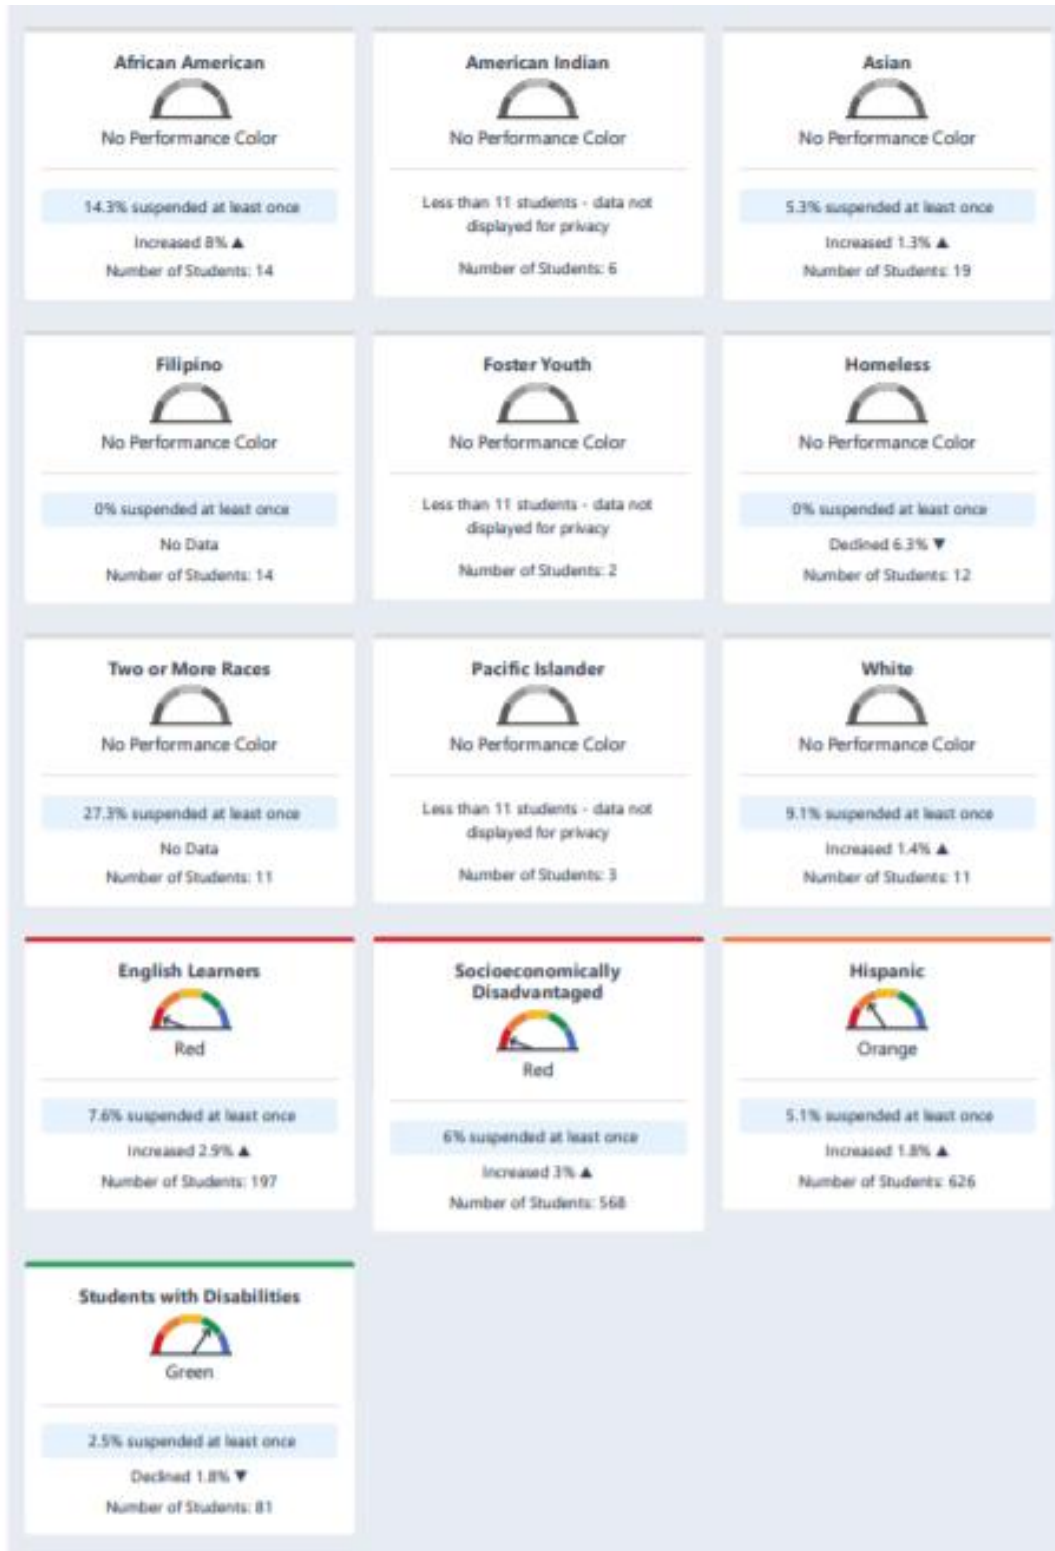 African American
No Performance Color
14.3% suspended at least once
Increased 8% ▲
Number of Students: 14
American Indian
No Performance Color
Less than 11 students - data not
displayed for privacy
Number of Students: 6
Asian
No Performance Color
5.3% suspended at least once
Increased 1.3% ▲
Number of Students: 19
Filipino
No Performance Color
0% suspended at least once
No Data
Number of Students: 14
Foster Youth
No Performance Color
Less than 11 students - data not
displayed for privacy
Number of Students: 2
Homeless
No Performance Color
0% suspended at least once
Declined 6.3% ▼
Number of Students: 12
Two or More Races
No Performance Color
27.3% suspended at least once
No Data
Number of Students: 11
Pacific Islander
No Performance Color
Less than 11 students - data not
displayed for privacy
Number of Students: 3
White
No Performance Color
9.1% suspended at least once
Increased 1.4% ▲
Number of Students: 11
English Learners
Red
7.6% suspended at least once
Increased 2.9% ▲
Number of Students: 197
Socioeconomically
Disadvantaged
Red
6% suspended at least once
Increased 3% ▲
Number of Students: 568
Hispanic
Orange
5.1% suspended at least once
Increased 1.8% ▲
Number of Students: 626
Students with Disabilities
Green
2.5% suspended at least once
Declined 1.8% ▼
Number of Students: 81